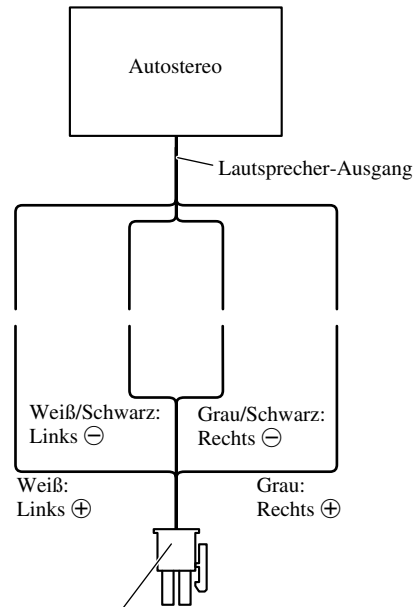 Autostereo
Lautsprecher-Ausgang
Weiß/Schwarz:
Links ⊖
Grau/Schwarz:
Rechts ⊖
Weiß:
Links ⊕
Grau:
Rechts ⊕